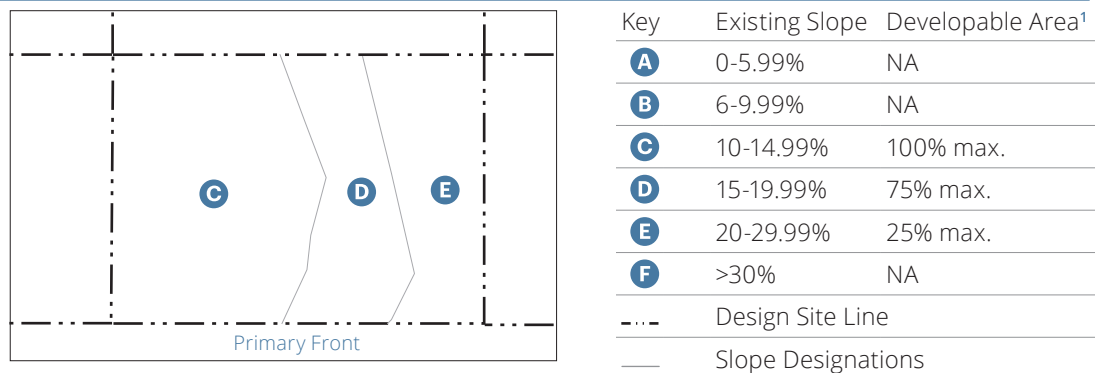 C
D
E
Primary Front
Key Existing Slope Developable Area¹
A 0-5.99% NA
B 6-9.99% NA
C 10-14.99% 100% max.
D 15-19.99% 75% max.
E 20-29.99% 25% max.
F >30% NA
Design Site Line
Slope Designations